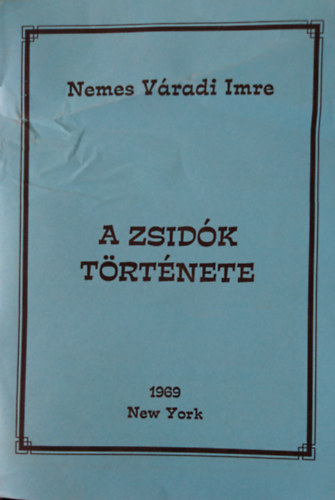 Nemes Váradi Imre
A ZSIDÓK
TÖRTÉNETE
1969
New York